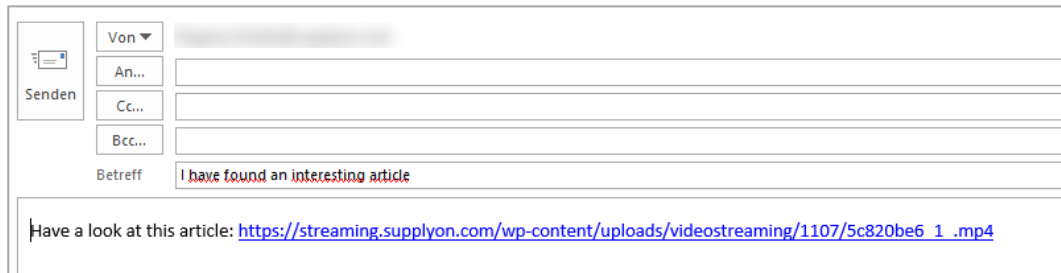 Von
Senden
An...
Cc...
Bcc...
Betreff I have found an interesting article
Have a look at this article: https://streaming.supplyon.com/wp-content/uploads/videostreaming/1107/5c820be6_1_.mp4